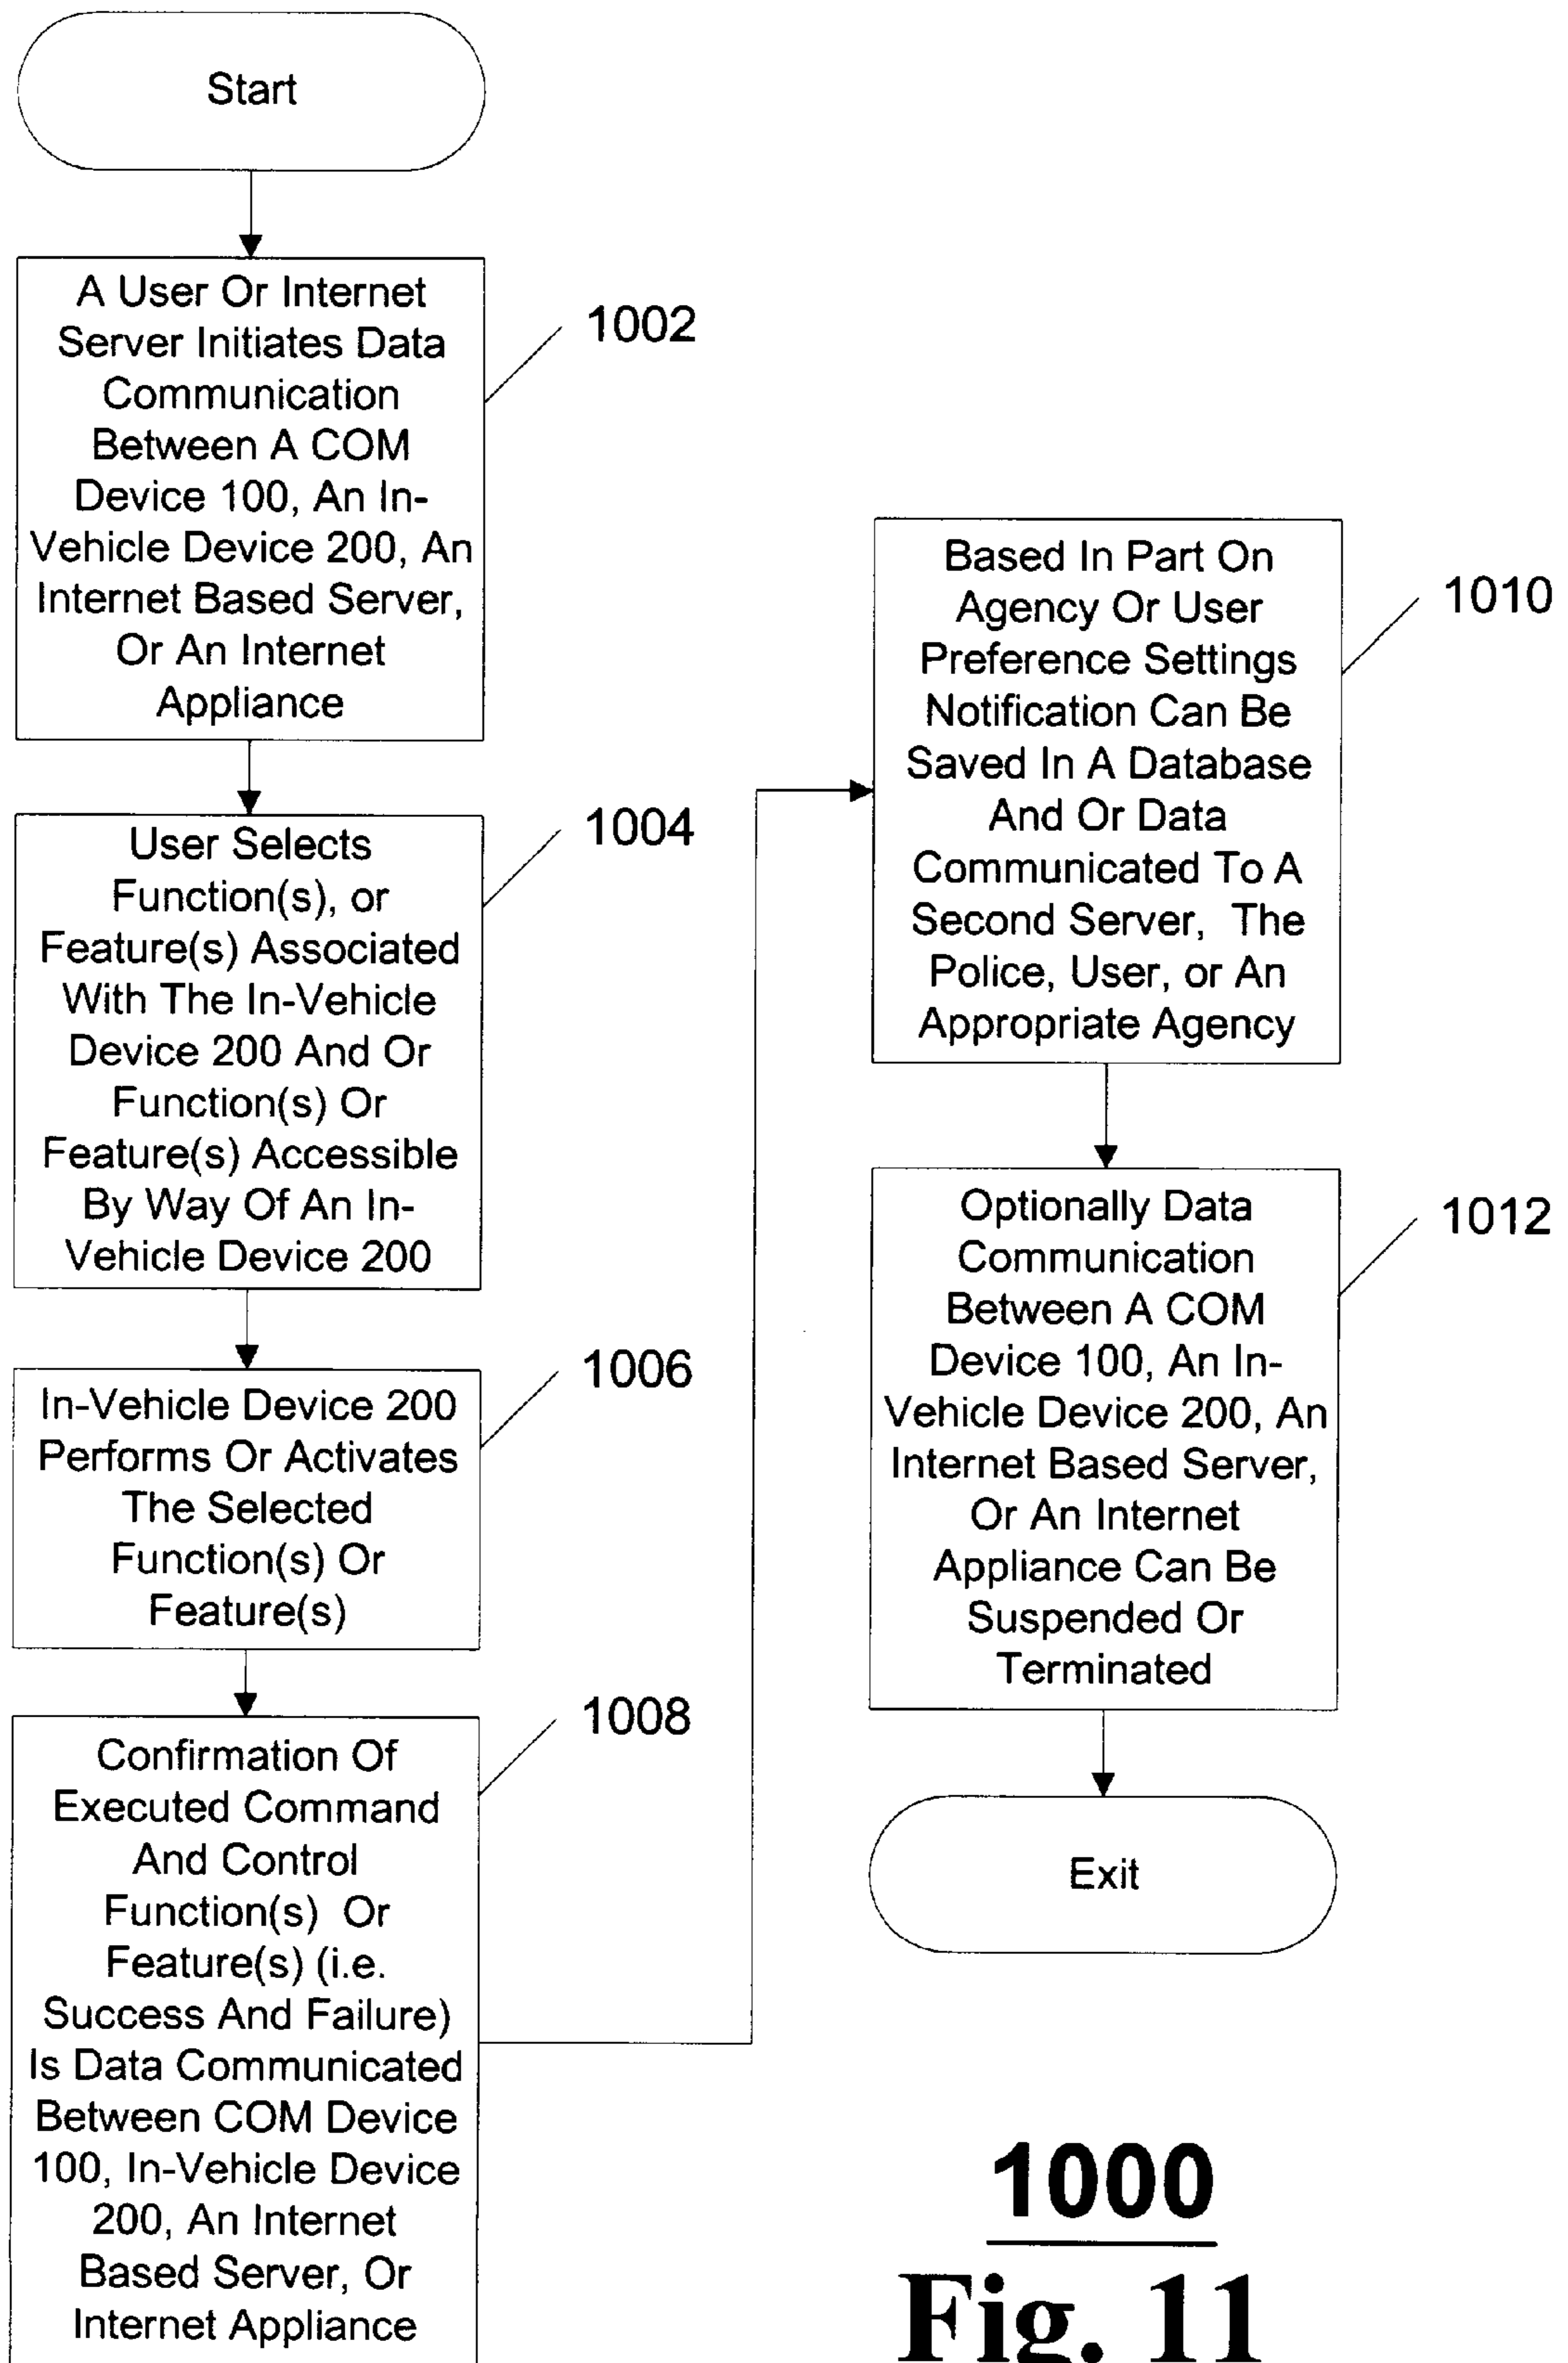 Start
A User Or Internet
Server Initiates Data
Communication
Between A COM
Device 100, An In-
Vehicle Device 200, An
Internet Based Server,
Or An Internet
Appliance
1002
User Selects
Function(s), or
Feature(s) Associated
With The In-Vehicle
Device 200 And Or
Function(s) Or
Feature(s) Accessible
By Way Of An In-
Vehicle Device 200
1004
In-Vehicle Device 200
Performs Or Activates
The Selected
Function(s) Or
Feature(s)
1006
Confirmation Of
Executed Command
And Control
Function(s) Or
Feature(s) (i.e.
Success And Failure)
Is Data Communicated
Between COM Device
100, In-Vehicle Device
200, An Internet
Based Server, Or
Internet Appliance
1008
Based In Part On
Agency Or User
Preference Settings
Notification Can Be
Saved In A Database
And Or Data
Communicated To A
Second Server, The
Police, User, or An
Appropriate Agency
1010
Optionally Data
Communication
Between A COM
Device 100, An In-
Vehicle Device 200, An
Internet Based Server,
Or An Internet
Appliance Can Be
Suspended Or
Terminated
1012
Exit
1000
Fig. 11